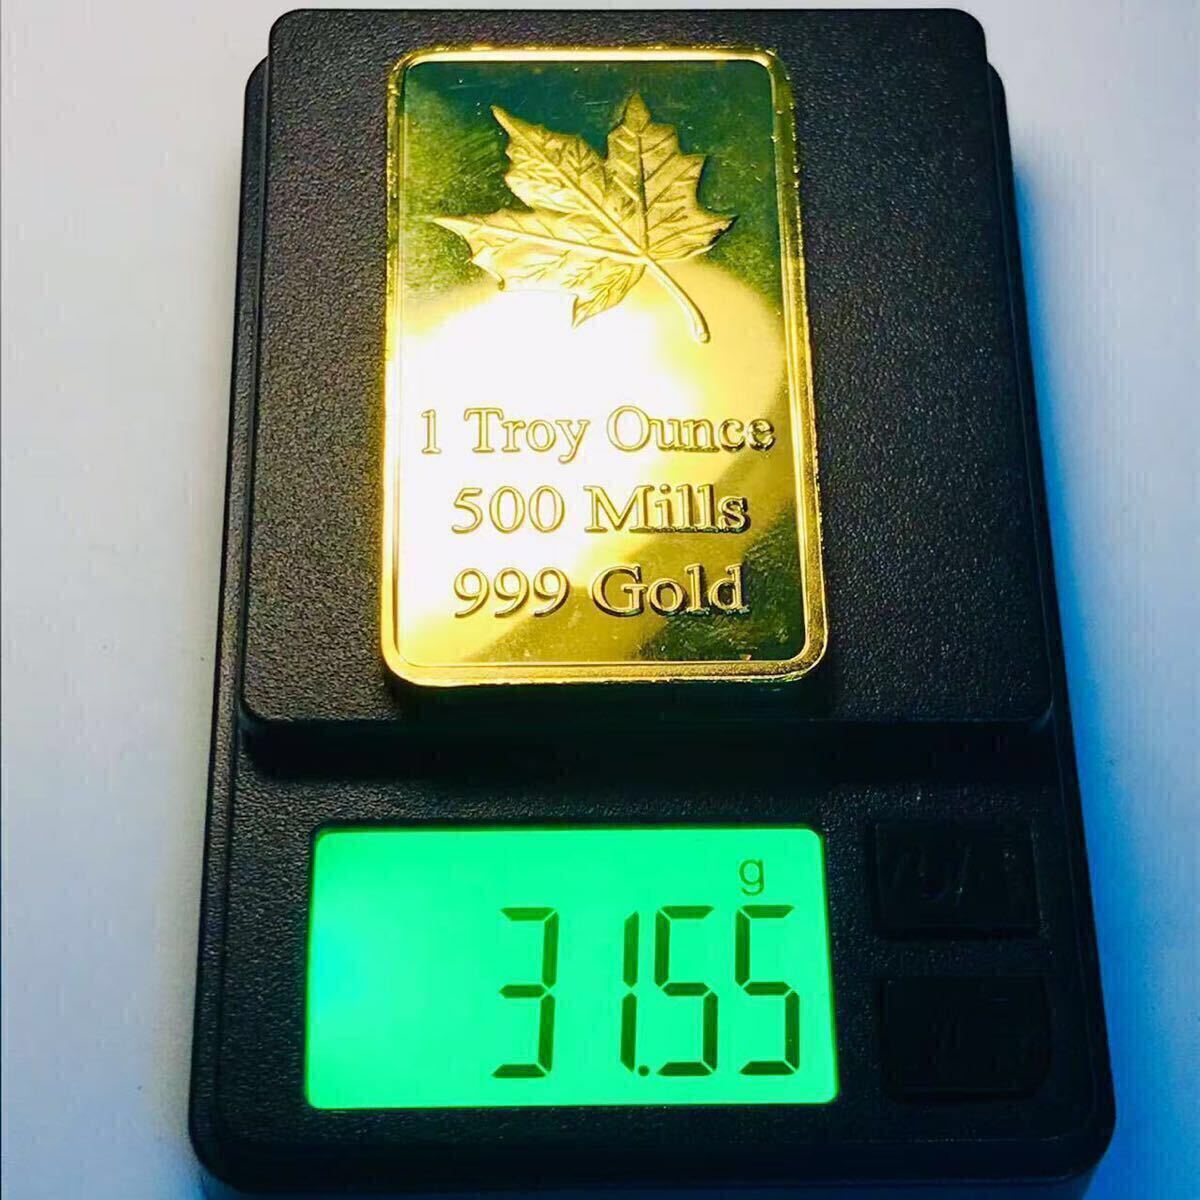 1 Troy Ounce
500 Mills
999 Gold
g
31.55